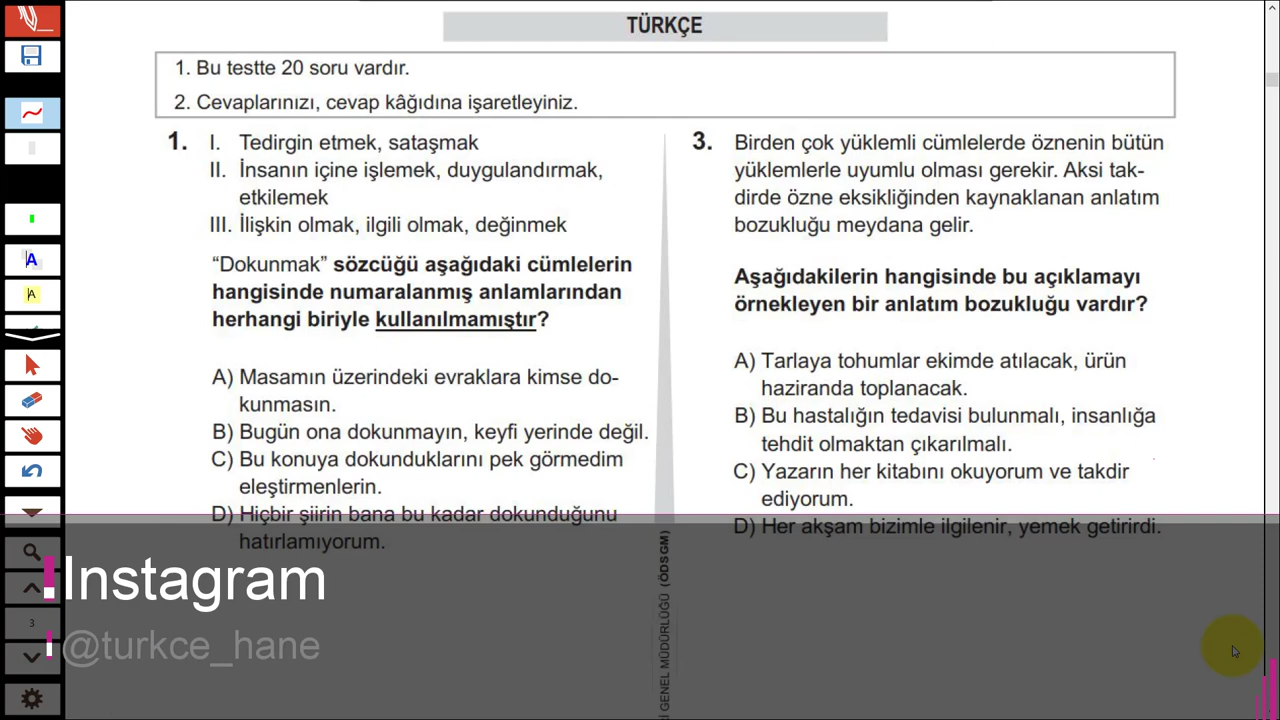 TÜRKÇE
1. Bu testte 20 soru vardır.
2. Cevaplarınızı, cevap kâğıdına işaretleyiniz.
1. I. Tedirgin etmek, sataşmak
II. İnsanın içine işlemek, duygulandırmak,
etkilemek
III. İlişkin olmak, ilgili olmak, değinmek
“Dokunmak” sözcüğü aşağıdaki cümlelerin
hangisinde numaralanmış anlamlarından
herhangi biriyle kullanılmamıştır?
A) Masamın üzerindeki evraklara kimse do-
kunmasın.
B) Bugün ona dokunmayın, keyfi yerinde değil.
C) Bu konuya dokunduklarını pek görmedim
eleştirmenlerin.
D) Hiçbir şiirin bana bu kadar dokunduğunu
hatırlamıyorum.
3. Birden çok yüklemli cümlelerde öznenin bütün
yüklemlerle uyumlu olması gerekir. Aksi tak-
dirde özne eksikliğinden kaynaklanan anlatım
bozukluğu meydana gelir.
Aşağıdakilerin hangisinde bu açıklamayı
örnekleyen bir anlatım bozukluğu vardır?
A) Tarlaya tohumlar ekimde atılacak, ürün
haziranda toplanacak.
B) Bu hastalığın tedavisi bulunmalı, insanlığa
tehdit olmaktan çıkarılmalı.
C) Yazarın her kitabını okuyorum ve takdir
ediyorum.
D) Her akşam bizimle ilgilenir, yemek getirirdi.
GENEL MÜDÜRLÜĞÜ (ÖDSGM)
Instagram
@turkce_hane
A
A
3